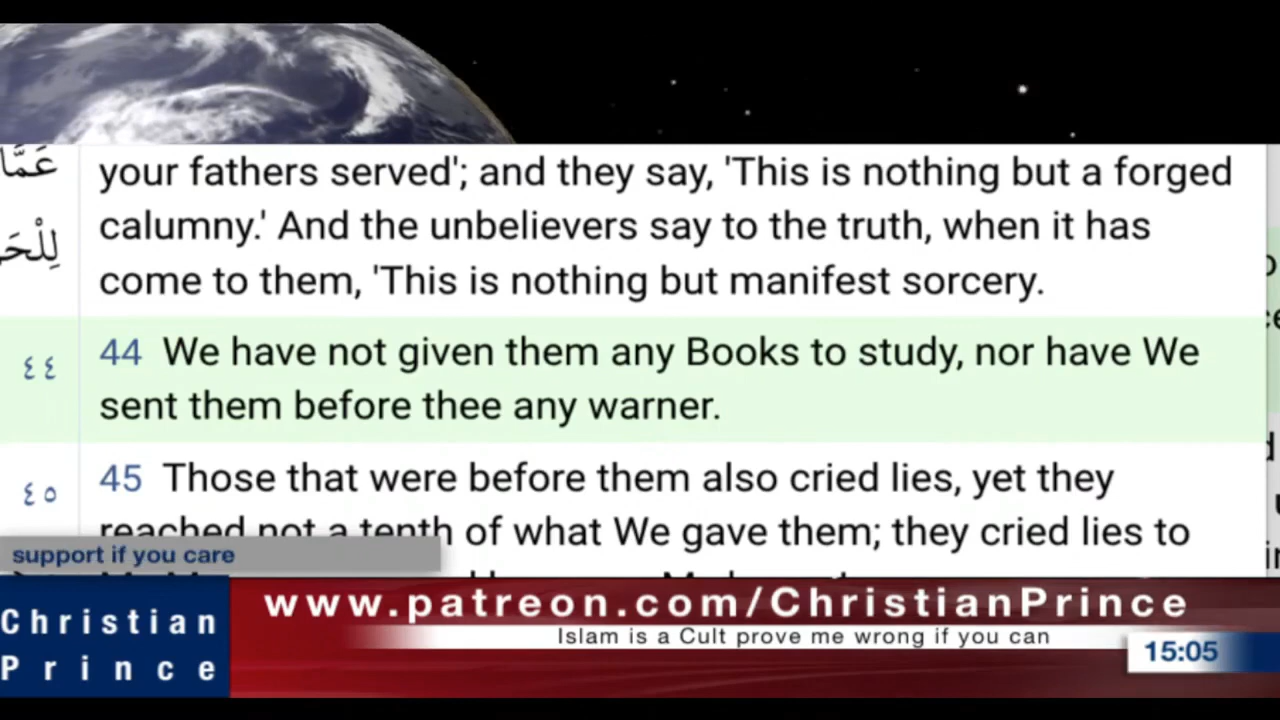 عَمَّا
your fathers served'; and they say, 'This is nothing but a forged
calumny.' And the unbelievers say to the truth, when it has
come to them, 'This is nothing but manifest sorcery.
٤٤
44 We have not given them any Books to study, nor have We
sent them before thee any warner.
٤٥
45 Those that were before them also cried lies, yet they
reached not a tenth of what We gave them; they cried lies to
support if you care
Christian
Prince
www.patreon.com/ChristianPrince
Islam is a Cult prove me wrong if you can
15:05